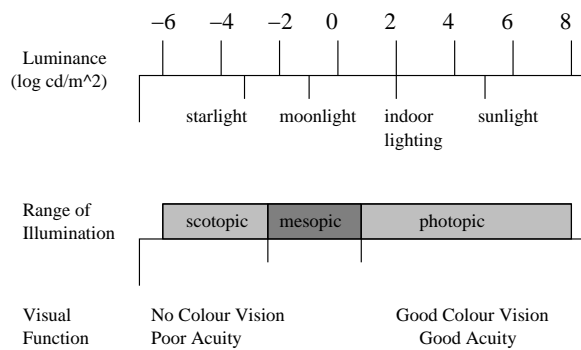 −6 −4 −2 0 2 4 6 8
Luminance
(log cd/m^2)
starlight moonlight indoor sunlight
lighting
Range of
Illumination
scotopic mesopic photopic
Visual No Colour Vision Good Colour Vision
Function Poor Acuity Good Acuity